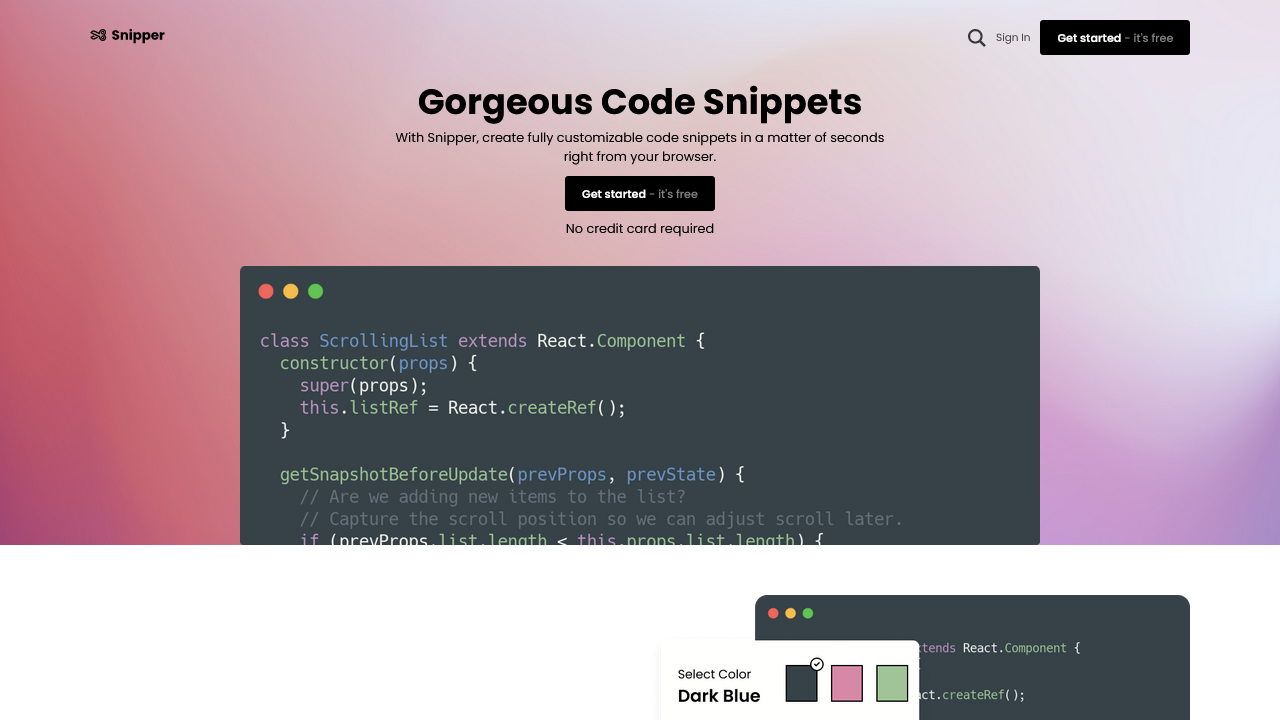 Snipper
Sign In
Get started - it's free
Gorgeous Code Snippets
With Snipper, create fully customizable code snippets in a matter of seconds
right from your browser.
Get started - it's free
No credit card required
class ScrollingList extends React.Component {
constructor(props) {
super(props);
this.listRef = React.createRef();
}
getSnapshotBeforeUpdate(prevProps, prevState) {
// Are we adding new items to the list?
// Capture the scroll position so we can adjust scroll later.
if (prevProps.list.length < this.props.list.length) {
tends React.Component {
Select Color
Dark Blue
act.createRef();